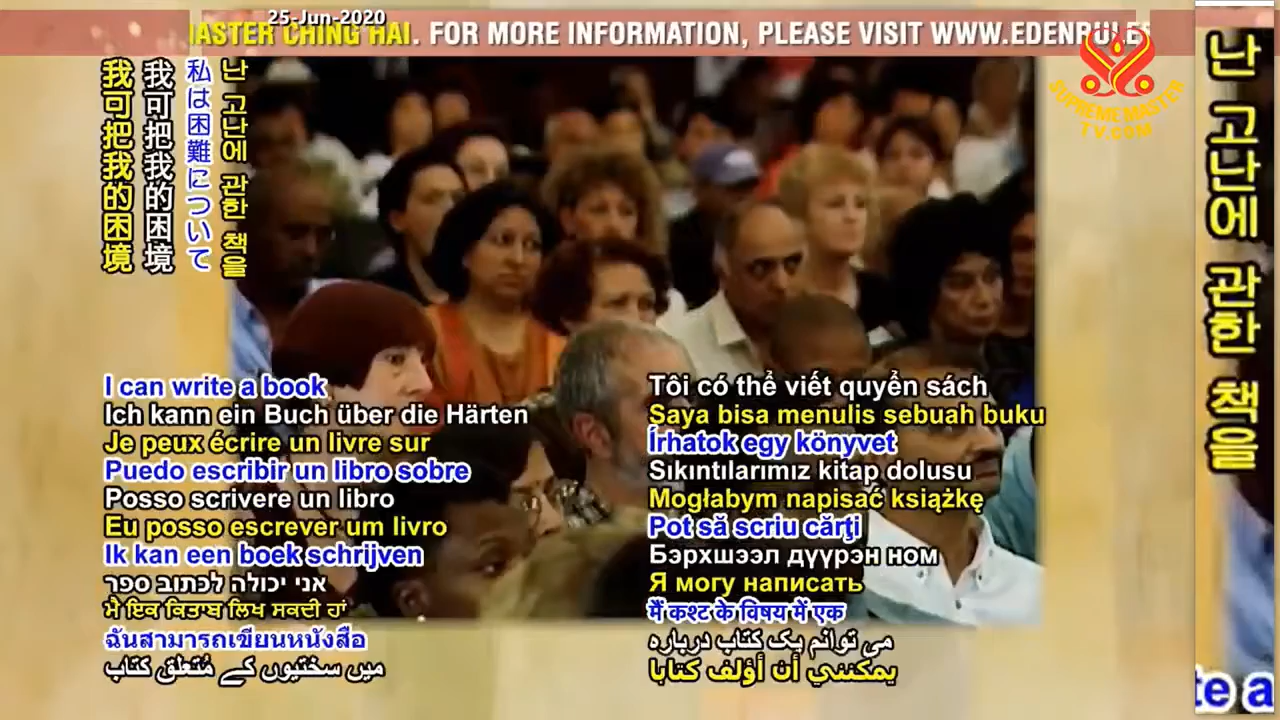 25-Jun-2020
MASTER CHING HAI. FOR MORE INFORMATION, PLEASE VISIT WWW.EDENRULES
SUPREME MASTER
TV.COM
난 고난에 관한 책을
私は困難について
我可把我的困境
我可把我的困境
I can write a book
Ich kann ein Buch über die Härten
Je peux écrire un livre sur
Puedo escribir un libro sobre
Posso scrivere un libro
Eu posso escrever um livro
Ik kan een boek schrijven
אני יכולה לכתוב ספר
ਮੈ ਇਕ ਕਿਤਾਬ ਲਿਖ ਸਕਦੀ ਹਾਂ
ฉันสามารถเขียนหนังสือ
میں سختیوں کے مُتعلق کتاب
Tôi có thể viết quyển sách
Saya bisa menulis sebuah buku
Írhatok egy könyvet
Sıkıntılarımız kitap dolusu
Mogłabym napisać książkę
Pot să scriu cărţi
Бэрхшээл дүүрэн ном
Я могу написать
मैं कश्ट के विषय में एक
می توانم یک کتاب درباره
يمكنني أن أؤلف كتابا
난 고난에 관한 책을
te a